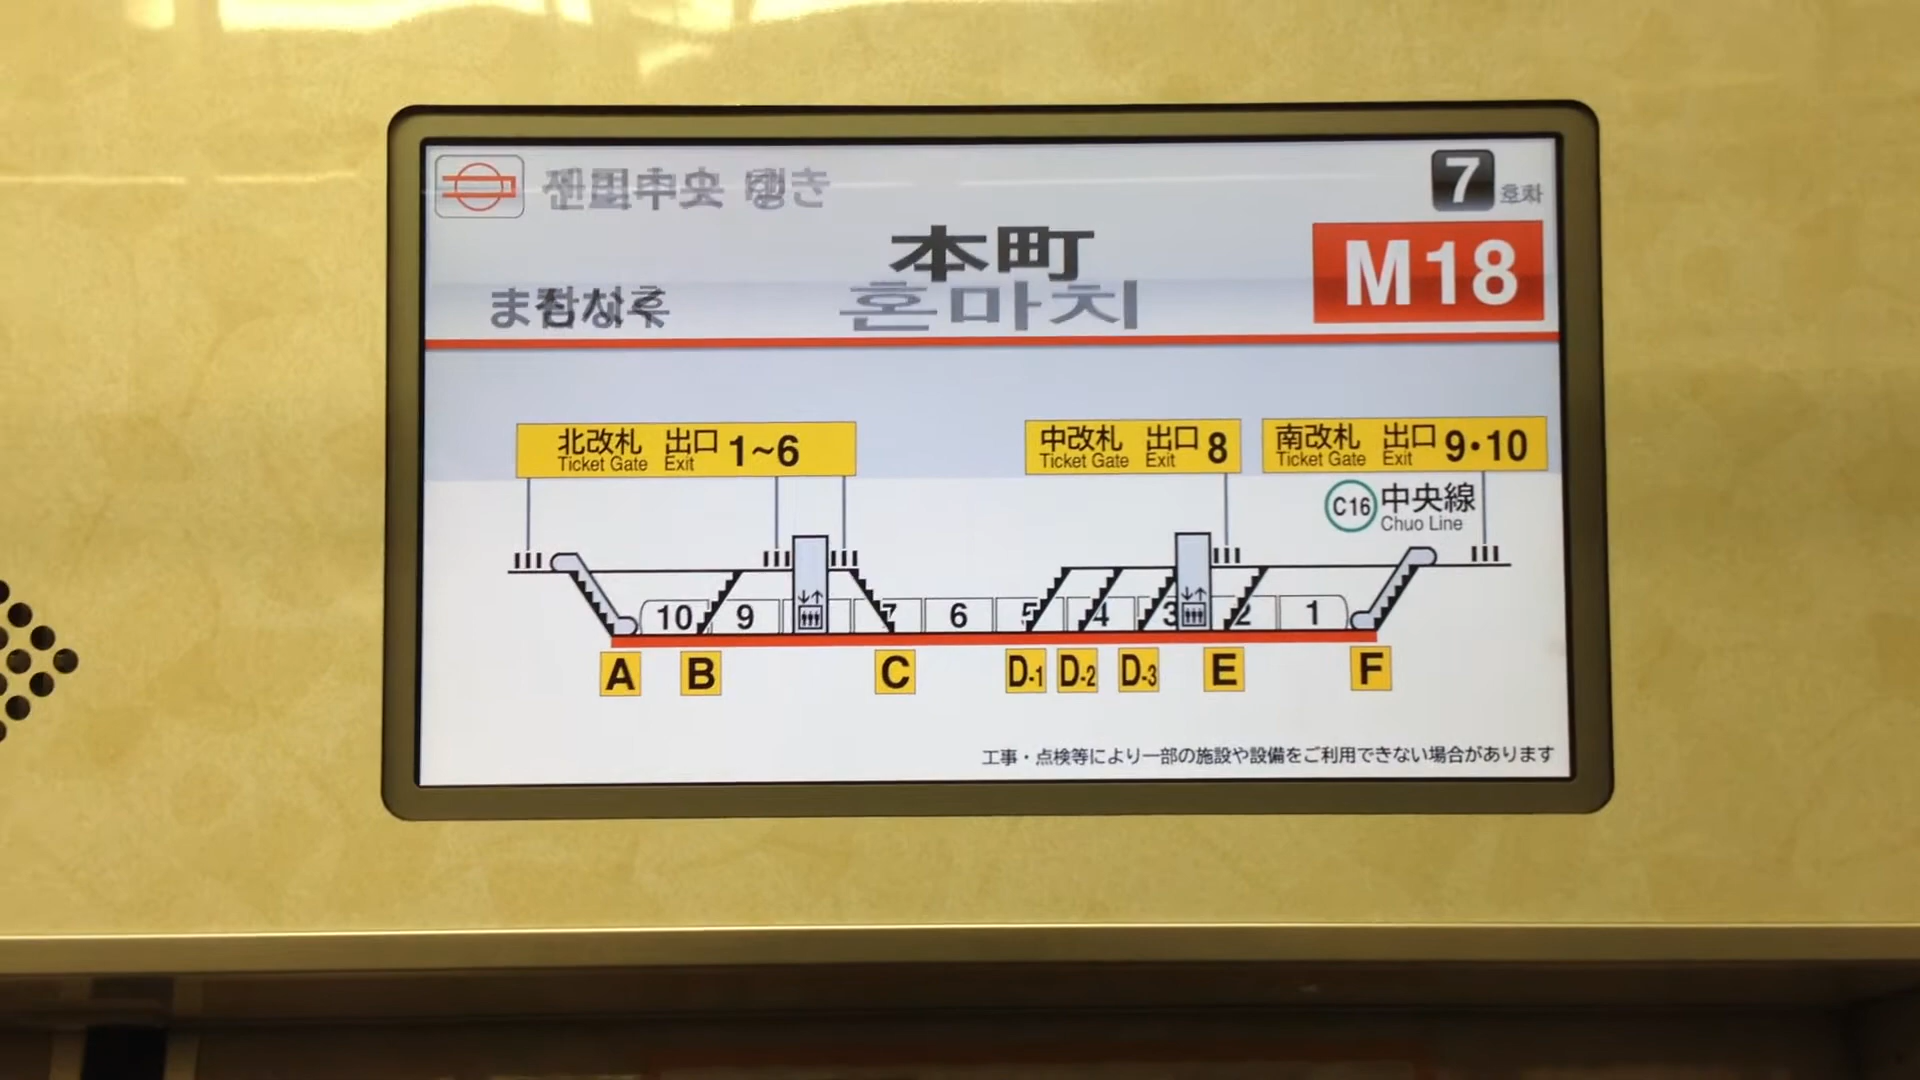 7
本町
혼마치
M18
北改札 出口 1~6
Ticket Gate Exit
中改札 出口 8
Ticket Gate Exit
南改札 出口 9・10
Ticket Gate Exit
C16 中央線
Chuo Line
10 9 7 6 5 4 3 2 1
A B C D-1 D-2 D-3 E F
工事・点検等により一部の施設や設備をご利用できない場合があります